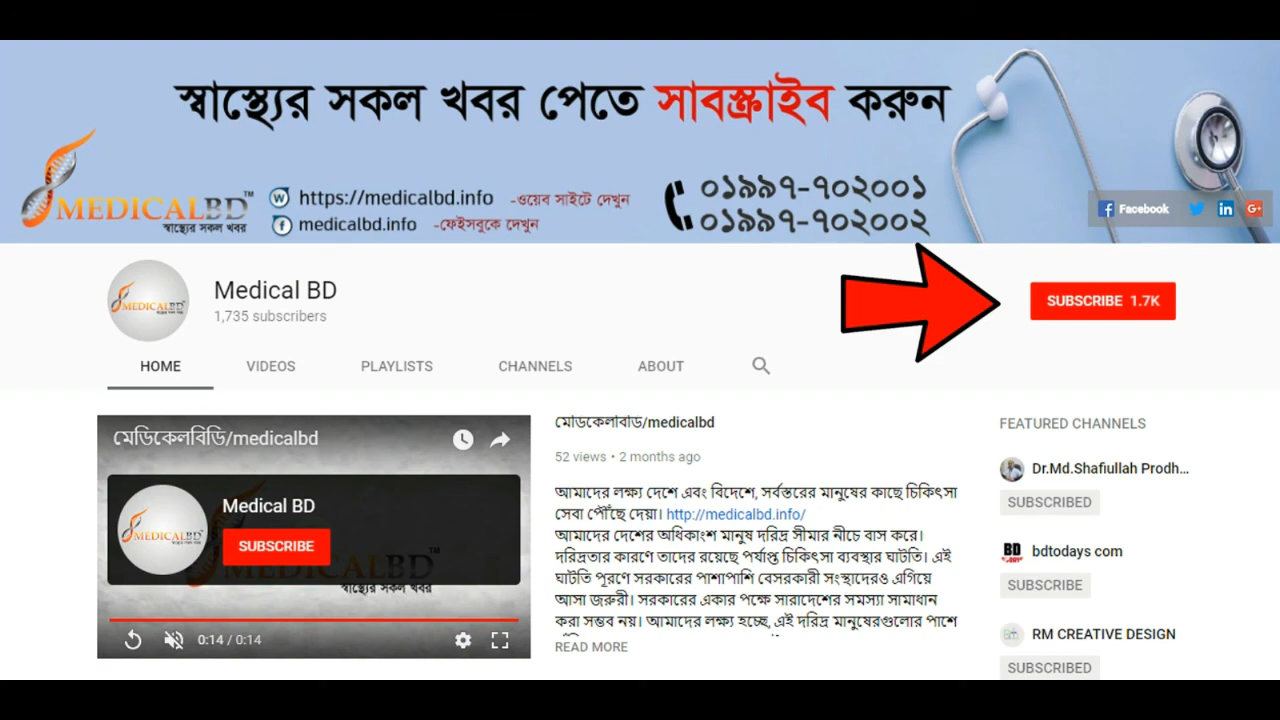 স্বাস্থ্যের সকল খবর পেতে সাবস্ক্রাইব করুন
MEDICALBD™
স্বাস্থ্যের সকল খবর
https://medicalbd.info -ওয়েব সাইটে দেখুন
medicalbd.info -ফেইসবুকে দেখুন
০১৯৯৭-৭০২০০১
০১৯৯৭-৭০২০০২
Facebook
Medical BD
1,735 subscribers
SUBSCRIBE 1.7K
HOME VIDEOS PLAYLISTS CHANNELS ABOUT
মেডিকেলবিডি/medicalbd
Medical BD
SUBSCRIBE
MEDICALBD
স্বাস্থ্যের সকল খবর
0:14 / 0:14
মেডিকেলবিডি/medicalbd
52 views • 2 months ago
আমাদের লক্ষ্য দেশে এবং বিদেশে, সর্বস্তরের মানুষের কাছে চিকিৎসা
সেবা পৌঁছে দেয়া। http://medicalbd.info/
আমাদের দেশের অধিকাংশ মানুষ দরিদ্র সীমার নীচে বাস করে।
দরিদ্রতার কারণে তাদের রয়েছে পর্যাপ্ত চিকিৎসা ব্যবস্থার ঘাটতি। এই
ঘাটতি পূরণে সরকারের পাশাপাশি বেসরকারী সংস্থাদেরও এগিয়ে
আসা জরুরী। সরকারের একার পক্ষে সারাদেশের সমস্যা সামাধান
করা সম্ভব নয়। আমাদের লক্ষ্য হচ্ছে, এই দরিদ্র মানুষেরগুলোর পাশে
READ MORE
FEATURED CHANNELS
Dr.Md.Shafiullah Prodh...
SUBSCRIBED
bdtodays com
SUBSCRIBE
RM CREATIVE DESIGN
SUBSCRIBED